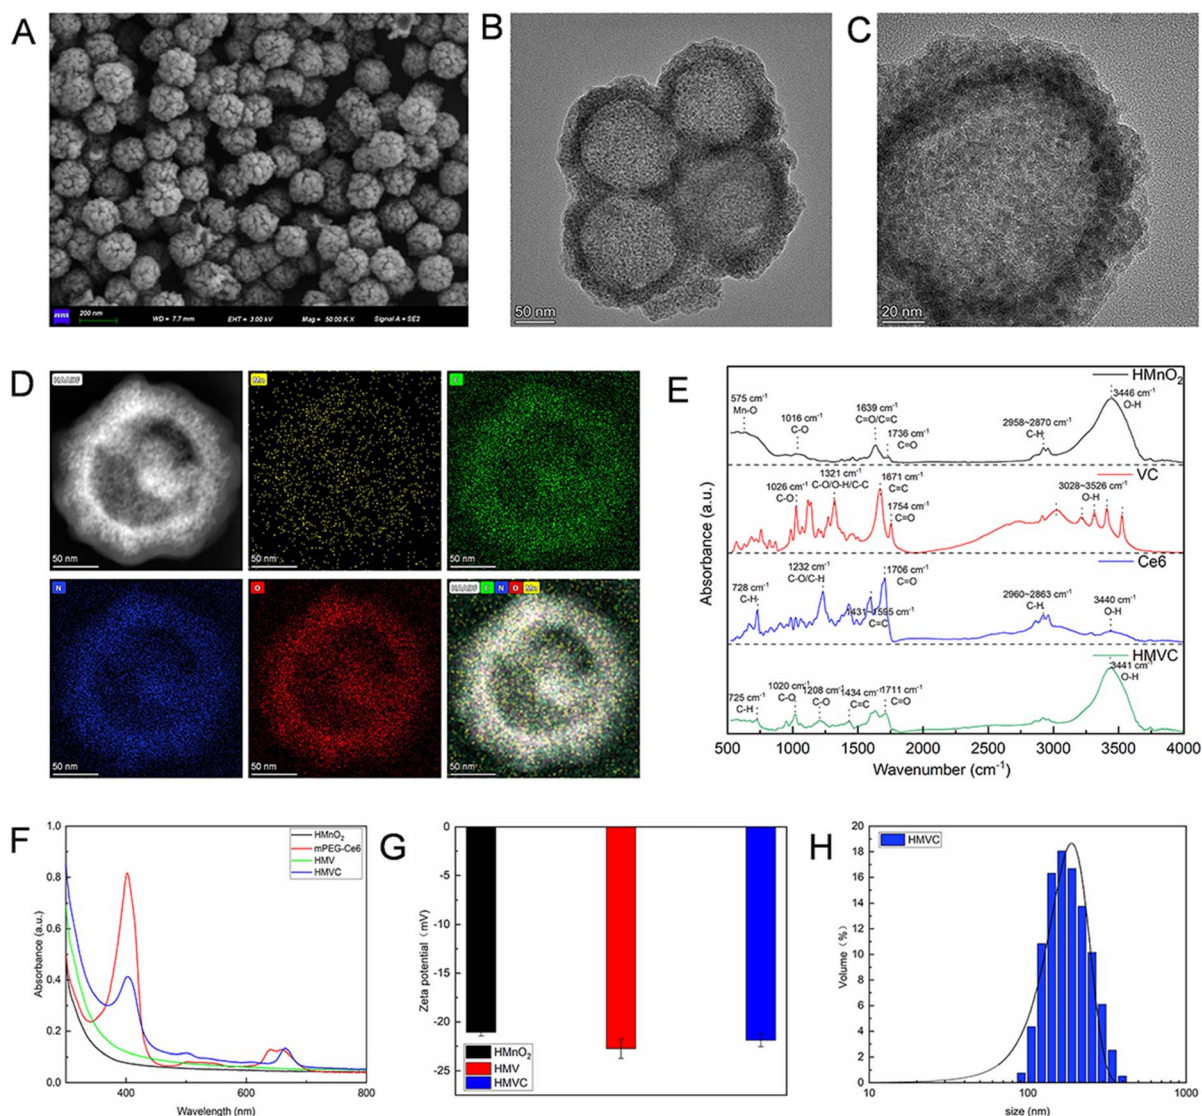 A
ZEISS
200 nm
WD = 7.7 mm
EHT = 3.00 kV
Mag = 50.00 K X
Signal A = SE2
B
50 nm
C
20 nm
D
HAADF
50 nm
Mn
50 nm
50 nm
N
50 nm
O
50 nm
HAADF N O Mn
50 nm
E
HMnO₂
575 cm⁻¹
Mn-O
1016 cm⁻¹
C-O
1639 cm⁻¹
C=O/C=C
1736 cm⁻¹
C=O
2958~2870 cm⁻¹
C-H
3446 cm⁻¹
O-H
VC
1026 cm⁻¹
C-O
1321 cm⁻¹
C-O/O-H/C-C
1671 cm⁻¹
C=C
1754 cm⁻¹
C=O
3028~3526 cm⁻¹
O-H
Ce6
728 cm⁻¹
C-H
1232 cm⁻¹
C-O/C-H
1431~1595 cm⁻¹
C=C
1706 cm⁻¹
C=O
2960~2863 cm⁻¹
C-H
3440 cm⁻¹
O-H
HMVC
725 cm⁻¹
C-H
1020 cm⁻¹
C-O
1208 cm⁻¹
C-O
1434 cm⁻¹
C=C
1711 cm⁻¹
C=O
3441 cm⁻¹
O-H
Absorbance (a.u.)
500 1000 1500 2000 2500 3000 3500 4000
Wavenumber (cm⁻¹)
F
HMnO₂
mPEG-Ce6
HMV
HMVC
1.0
0.8
0.6
0.4
0.2
0.0
Absorbance (a.u.)
400 600 800
Wavelength (nm)
G
0
-5
-10
-15
-20
-25
Zeta potential (mV)
HMnO₂
HMV
HMVC
H
HMVC
20
18
16
14
12
10
8
6
4
2
0
Volume (%)
10 100 1000
size (nm)